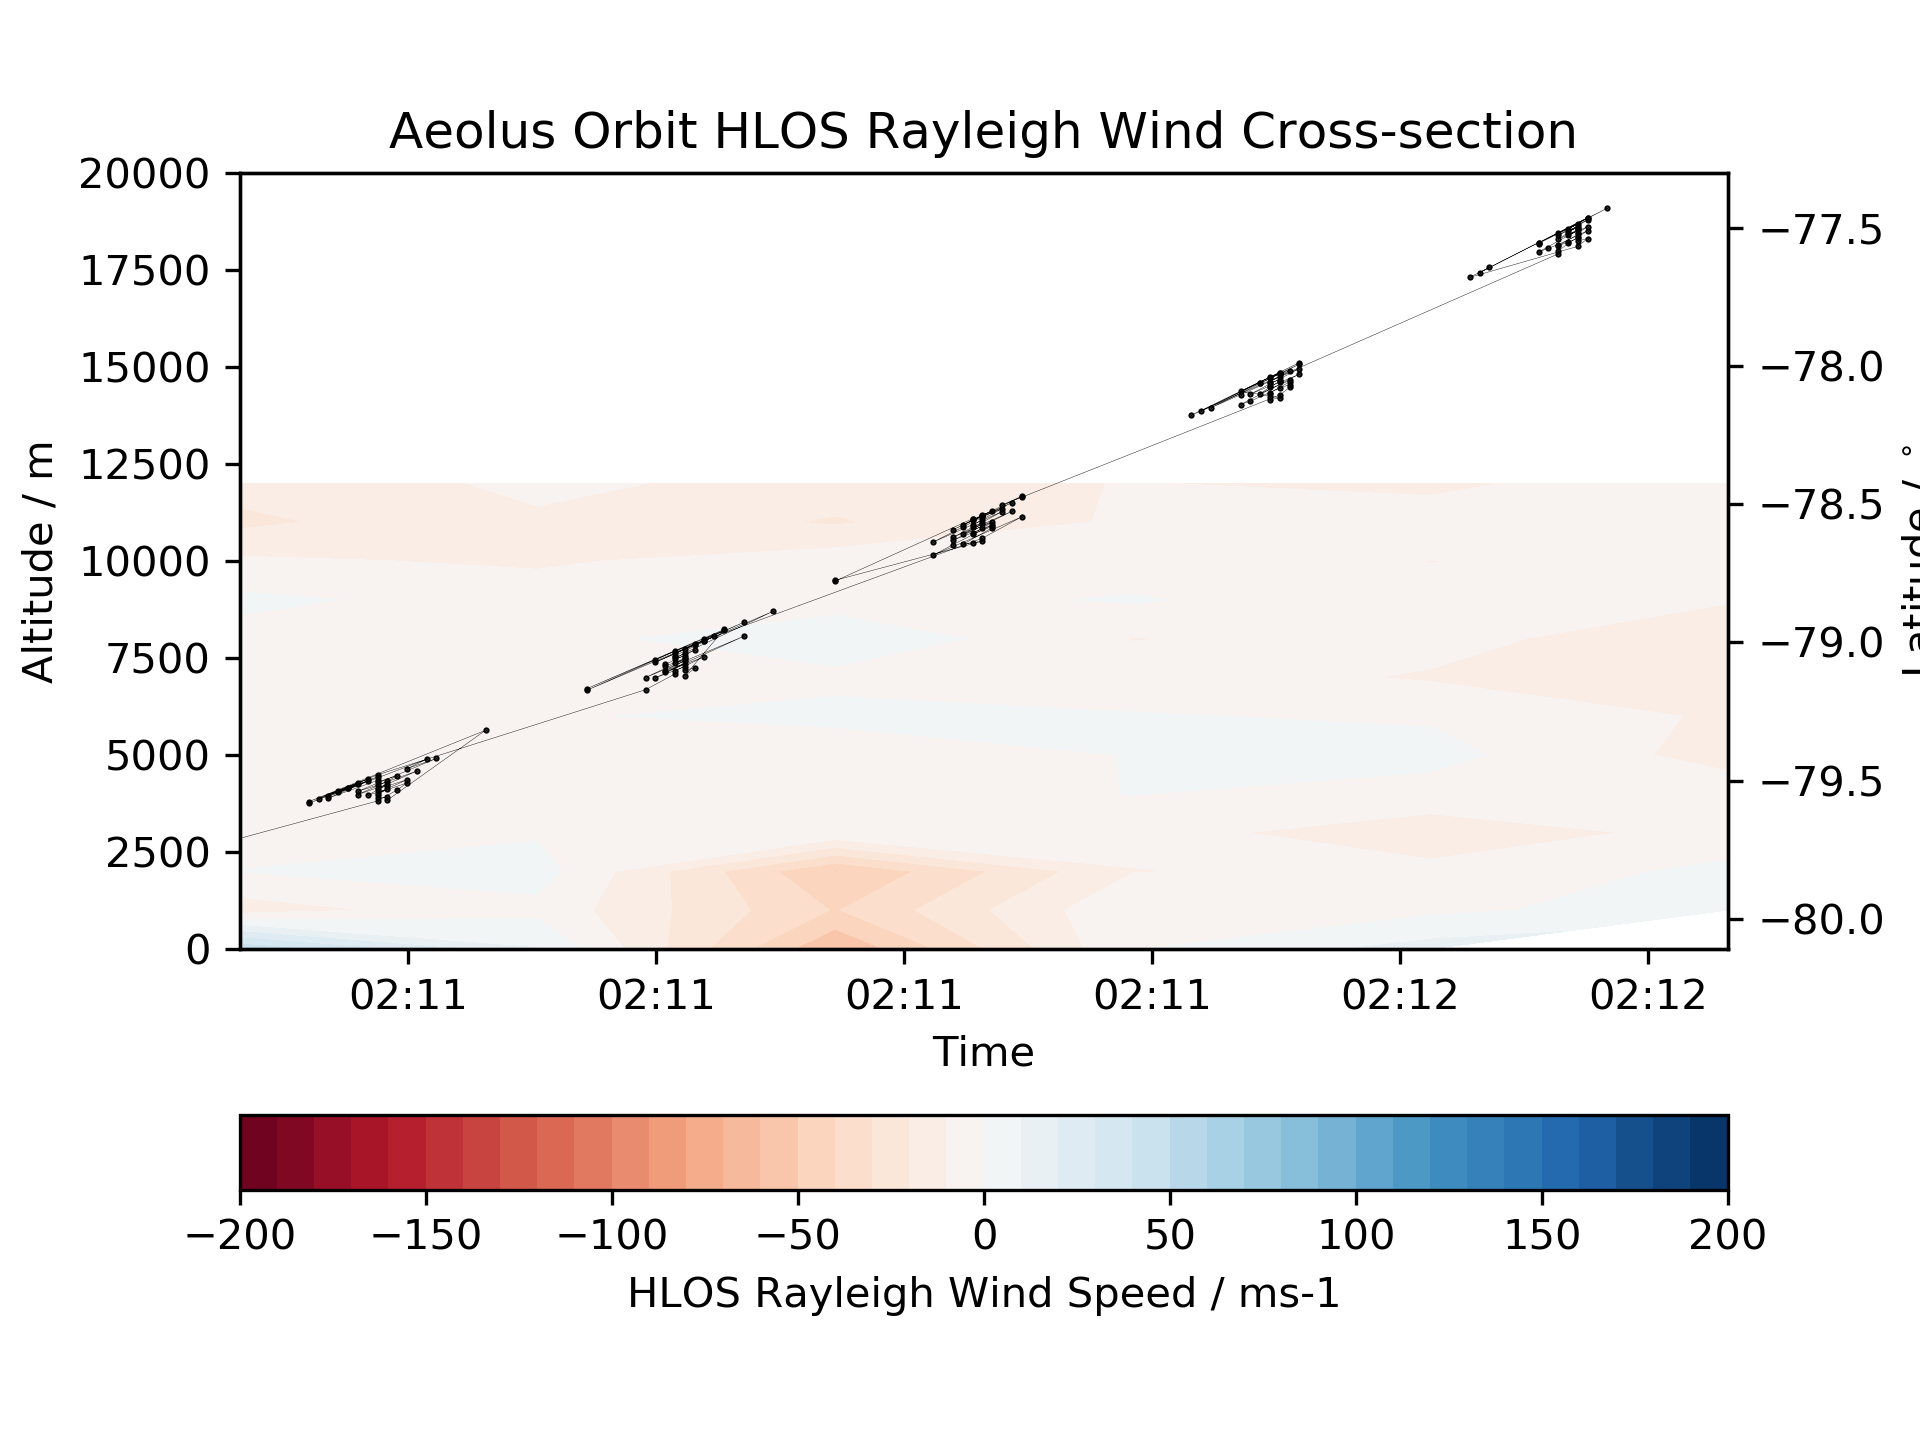 Aeolus Orbit HLOS Rayleigh Wind Cross-section
20000
17500
15000
12500
10000
7500
5000
2500
0
Altitude / m
−77.5
−78.0
−78.5
−79.0
−79.5
−80.0
Latitude / °
02:11 02:11 02:11 02:11 02:12 02:12
Time
−200 −150 −100 −50 0 50 100 150 200
HLOS Rayleigh Wind Speed / ms-1